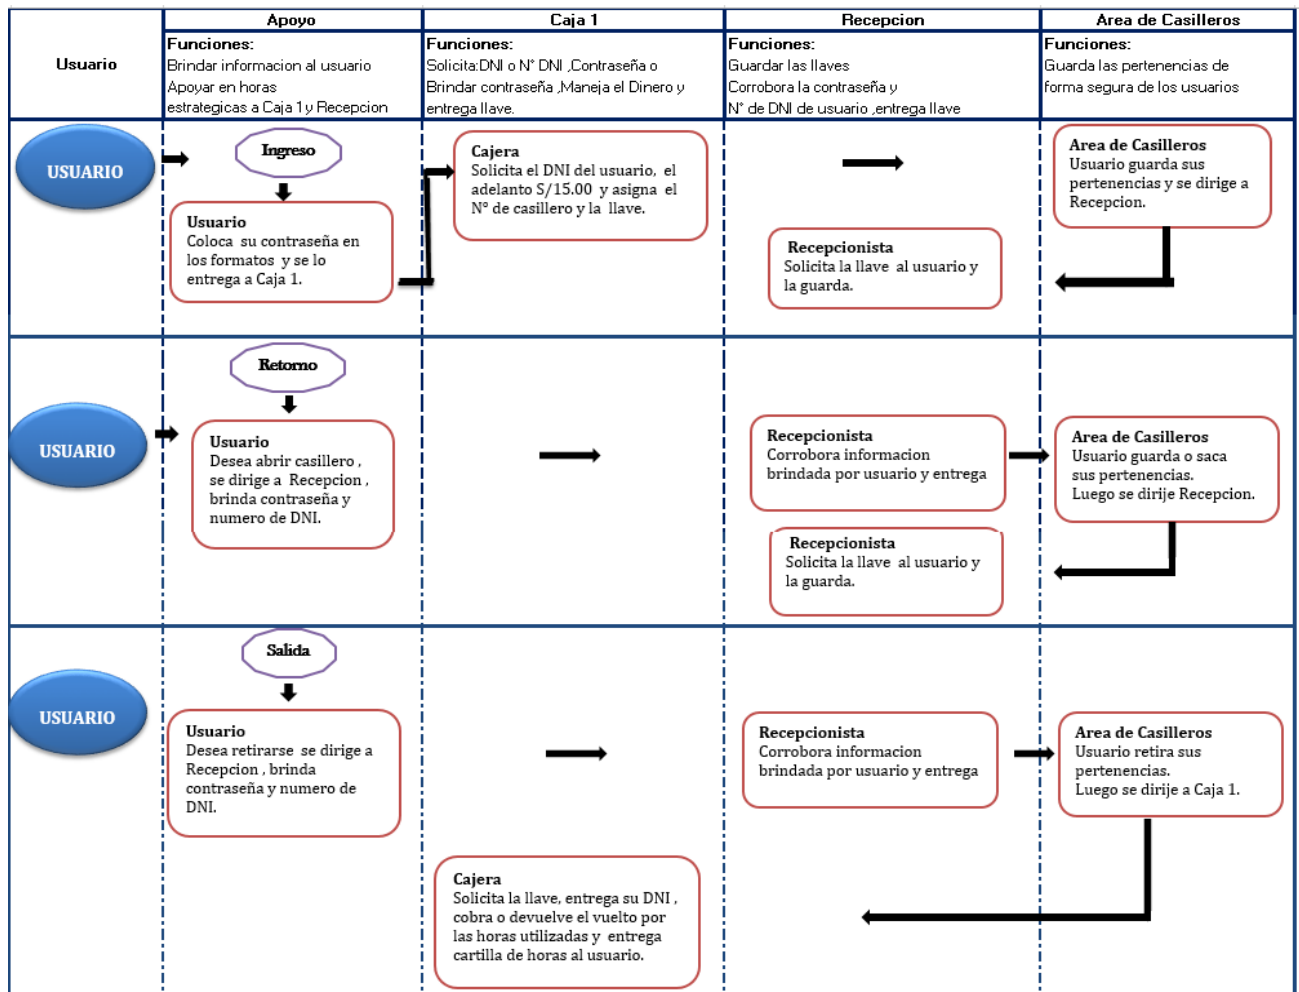 Usuario
Apoyo
Funciones:
Brindar informacion al usuario
Apoyar en horas
estrategicas a Caja 1 y Recepcion
Caja 1
Funciones:
Solicita:DNI o N° DNI ,Contraseña o
Brindar contraseña ,Maneja el Dinero y
entrega llave.
Recepcion
Funciones:
Guardar las llaves
Corrobora la contraseña y
N° de DNI de usuario ,entrega llave
Area de Casilleros
Funciones:
Guarda las pertenencias de
forma segura de los usuarios
USUARIO
Ingreso
Usuario
Coloca su contraseña en
los formatos y se lo
entrega a Caja 1.
Cajera
Solicita el DNI del usuario, el
adelanto S/15.00 y asigna el
N° de casillero y la llave.
Recepcionista
Solicita la llave al usuario y
la guarda.
Area de Casilleros
Usuario guarda sus
pertenencias y se dirige a
Recepcion.
USUARIO
Retorno
Usuario
Desea abrir casillero ,
se dirige a Recepcion ,
brinda contraseña y
numero de DNI.
Recepcionista
Corrobora informacion
brindada por usuario y entrega
Recepcionista
Solicita la llave al usuario y
la guarda.
Area de Casilleros
Usuario guarda o saca
sus pertenencias.
Luego se dirije Recepcion.
USUARIO
Salida
Usuario
Desea retirarse se dirige a
Recepcion , brinda
contraseña y numero de
DNI.
Recepcionista
Corrobora informacion
brindada por usuario y entrega
Area de Casilleros
Usuario retira sus
pertenencias.
Luego se dirije a Caja 1.
Cajera
Solicita la llave, entrega su DNI ,
cobra o devuelve el vuelto por
las horas utilizadas y entrega
cartilla de horas al usuario.